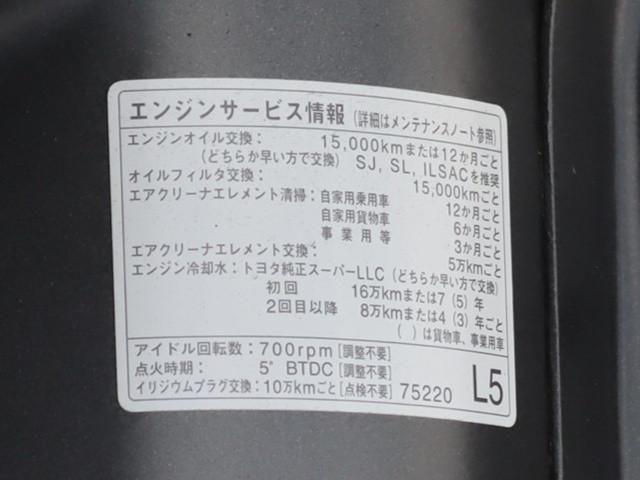 エンジンサービス情報 (詳細はメンテナンスノート参照)
エンジンオイル交換: 15,000kmまたは12か月ごと
(どちらか早い方で交換) SJ, SL, ILSACを推奨
オイルフィルタ交換: 15,000kmごと
エアクリーナエレメント清掃:自家用乗用車 12か月ごと
自家用貨物車 6か月ごと
事業用等 3か月ごと
エアクリーナエレメント交換: 5万kmごと
エンジン冷却水:トヨタ純正スーパーLLC (どちらか早い方で交換)
初回 16万kmまたは7 (5) 年
2回目以降 8万kmまたは4 (3) 年ごと
( )は貨物車、事業用車
アイドル回転数:700rpm [調整不要]
点火時期: 5° BTDC [調整不要]
イリジウムプラグ交換:10万kmごと[点検不要] 75220 L5